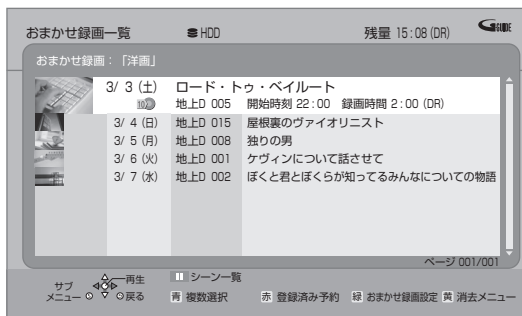 おまかせ録画一覧 HDD 残量 15:08 (DR) G-GUIDE
おまかせ録画：「洋画」
3/ 3 (土) ロード・トゥ・ベイルート
地上D 005 開始時刻 22:00 録画時間 2:00 (DR)
3/ 4 (日) 地上D 015 屋根裏のヴァイオリニスト
3/ 5 (月) 地上D 008 独りの男
3/ 6 (火) 地上D 001 ケヴィンについて話させて
3/ 7 (水) 地上D 002 ぼくと君とぼくらが知ってるみんなについての物語
ページ 001/001
サブメニュー 再生 戻る シーン一覧
青 複数選択 赤 登録済み予約 緑 おまかせ録画設定 黄 消去メニュー